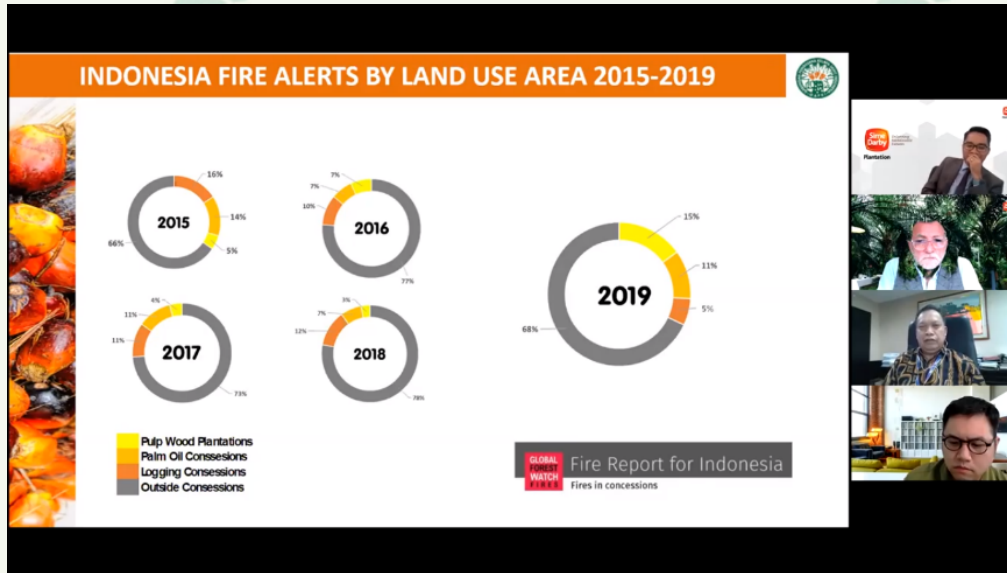 INDONESIA FIRE ALERTS BY LAND USE AREA 2015-2019
16%
14%
5%
66%
2015
7%
7%
10%
77%
2016
11%
11%
73%
2017
3%
7%
12%
78%
2018
15%
11%
5%
68%
2019
Pulp Wood Plantations
Palm Oil Conssesions
Logging Consessions
Outside Consessions
GLOBAL
FOREST
WATCH
FIRES
Fire Report for Indonesia
Fires in concessions
Sime
Darby
Plantation